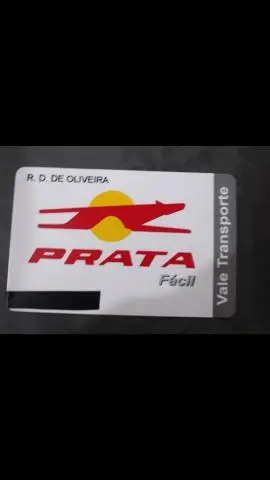 R. D. DE OLIVEIRA
PRATA
Fácil
Vale Transporte